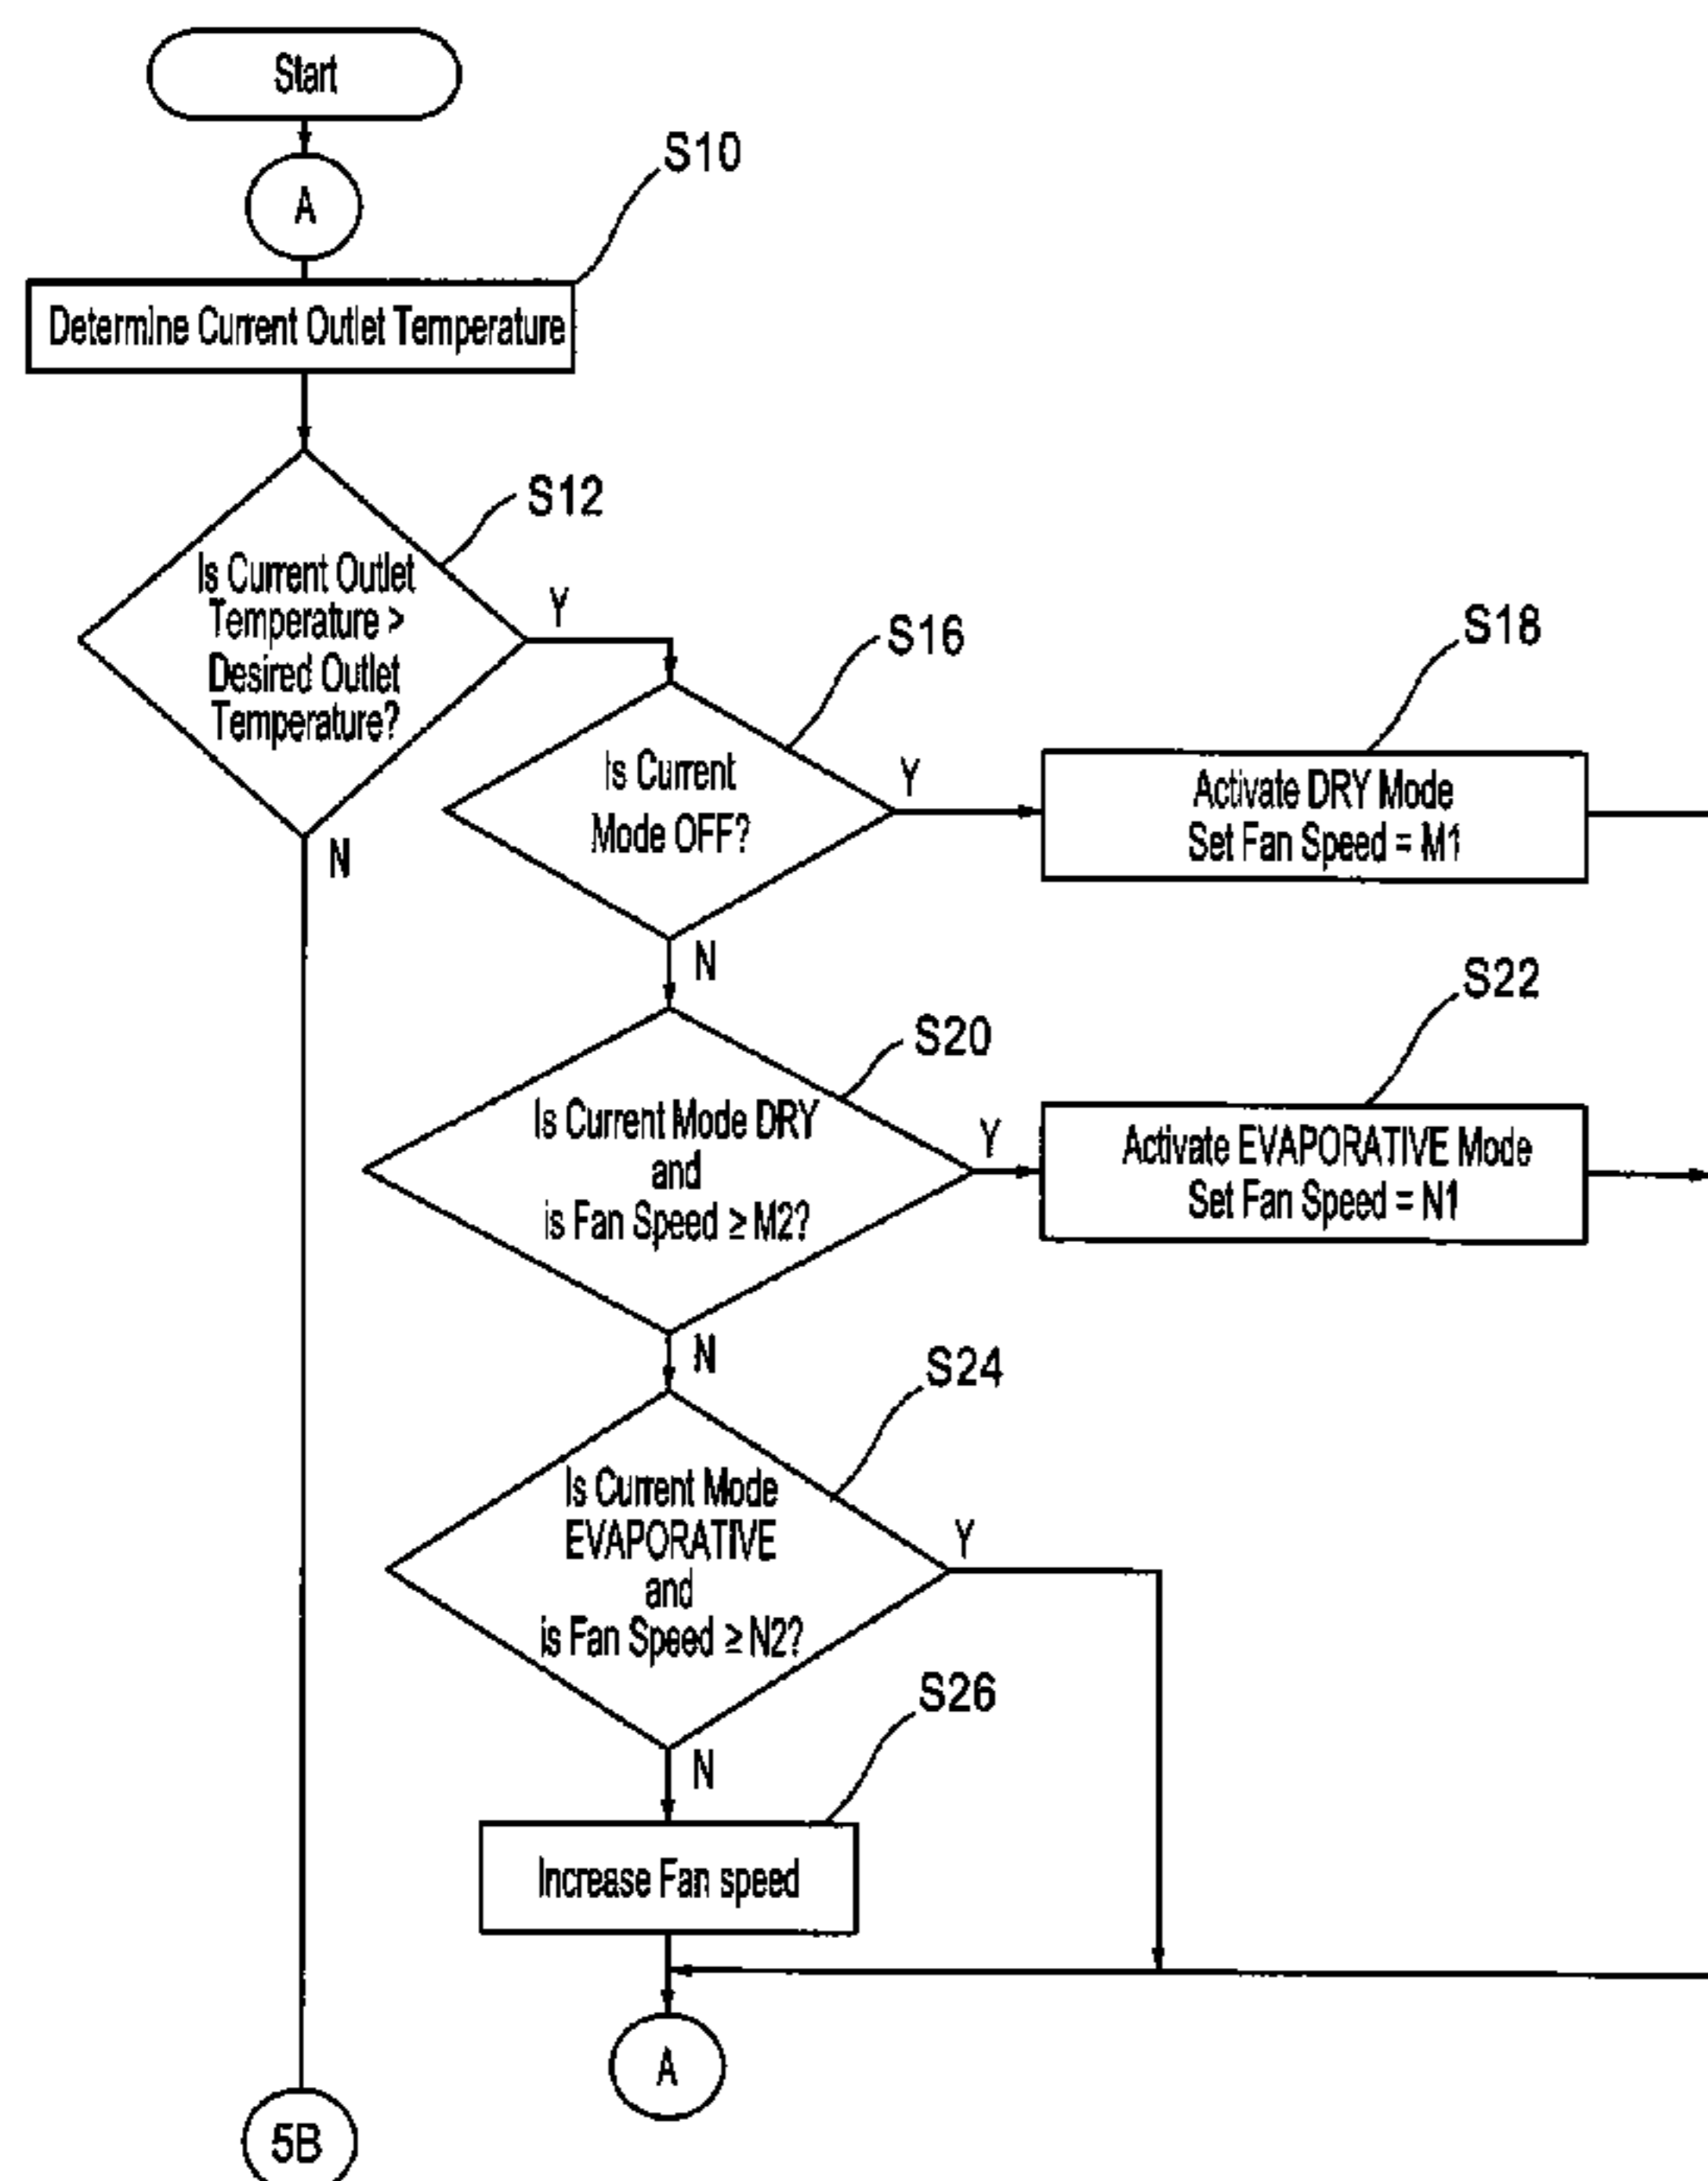 Start
A
S10
Determine Current Outlet Temperature
S12
Is Current Outlet
Temperature >
Desired Outlet
Temperature?
Y
N
S16
Is Current
Mode OFF?
Y
N
S18
Activate DRY Mode
Set Fan Speed = M1
S20
Is Current Mode DRY
and
is Fan Speed ≥ M2?
Y
N
S22
Activate EVAPORATIVE Mode
Set Fan Speed = N1
S24
Is Current Mode
EVAPORATIVE
and
is Fan Speed ≥ N2?
Y
N
S26
Increase Fan speed
A
5B